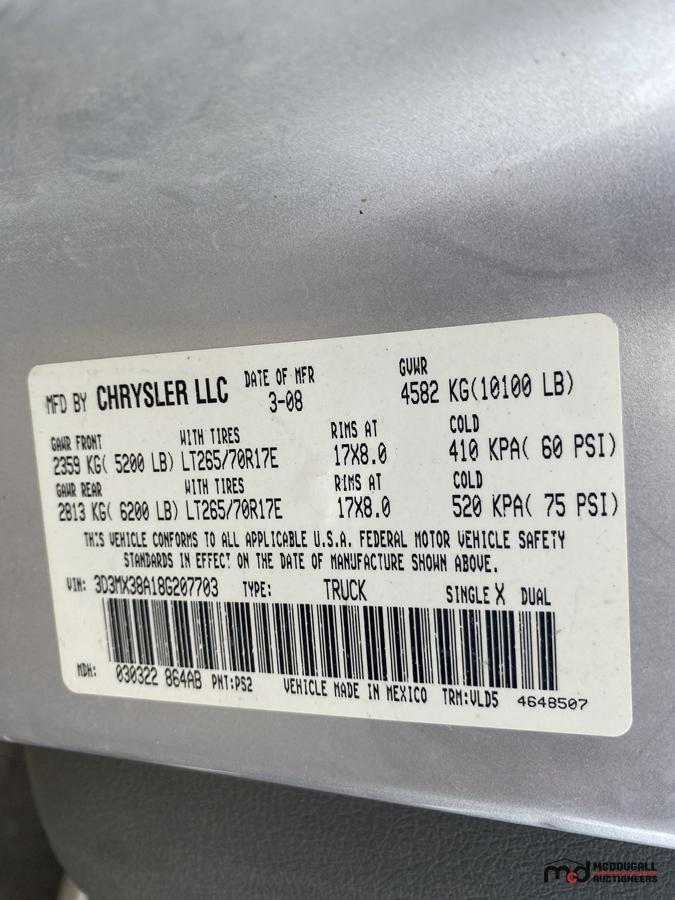 MFD BY CHRYSLER LLC DATE OF MFR 3-08 GVWR 4582 KG(10100 LB)
GAWR FRONT WITH TIRES RIMS AT COLD
2359 KG( 5200 LB) LT265/70R17E 17X8.0 410 KPA( 60 PSI)
GAWR REAR WITH TIRES RIMS AT COLD
2813 KG( 6200 LB) LT265/70R17E 17X8.0 520 KPA( 75 PSI)
THIS VEHICLE CONFORMS TO ALL APPLICABLE U.S.A. FEDERAL MOTOR VEHICLE SAFETY
STANDARDS IN EFFECT ON THE DATE OF MANUFACTURE SHOWN ABOVE.
VIN: 3D3MX38A18G207703 TYPE: TRUCK SINGLE X DUAL
MDH: 030322 864AB PNT:PS2 VEHICLE MADE IN MEXICO TRM:VLD5 4648507
mcd MCDOUGALL
AUCTIONEERS